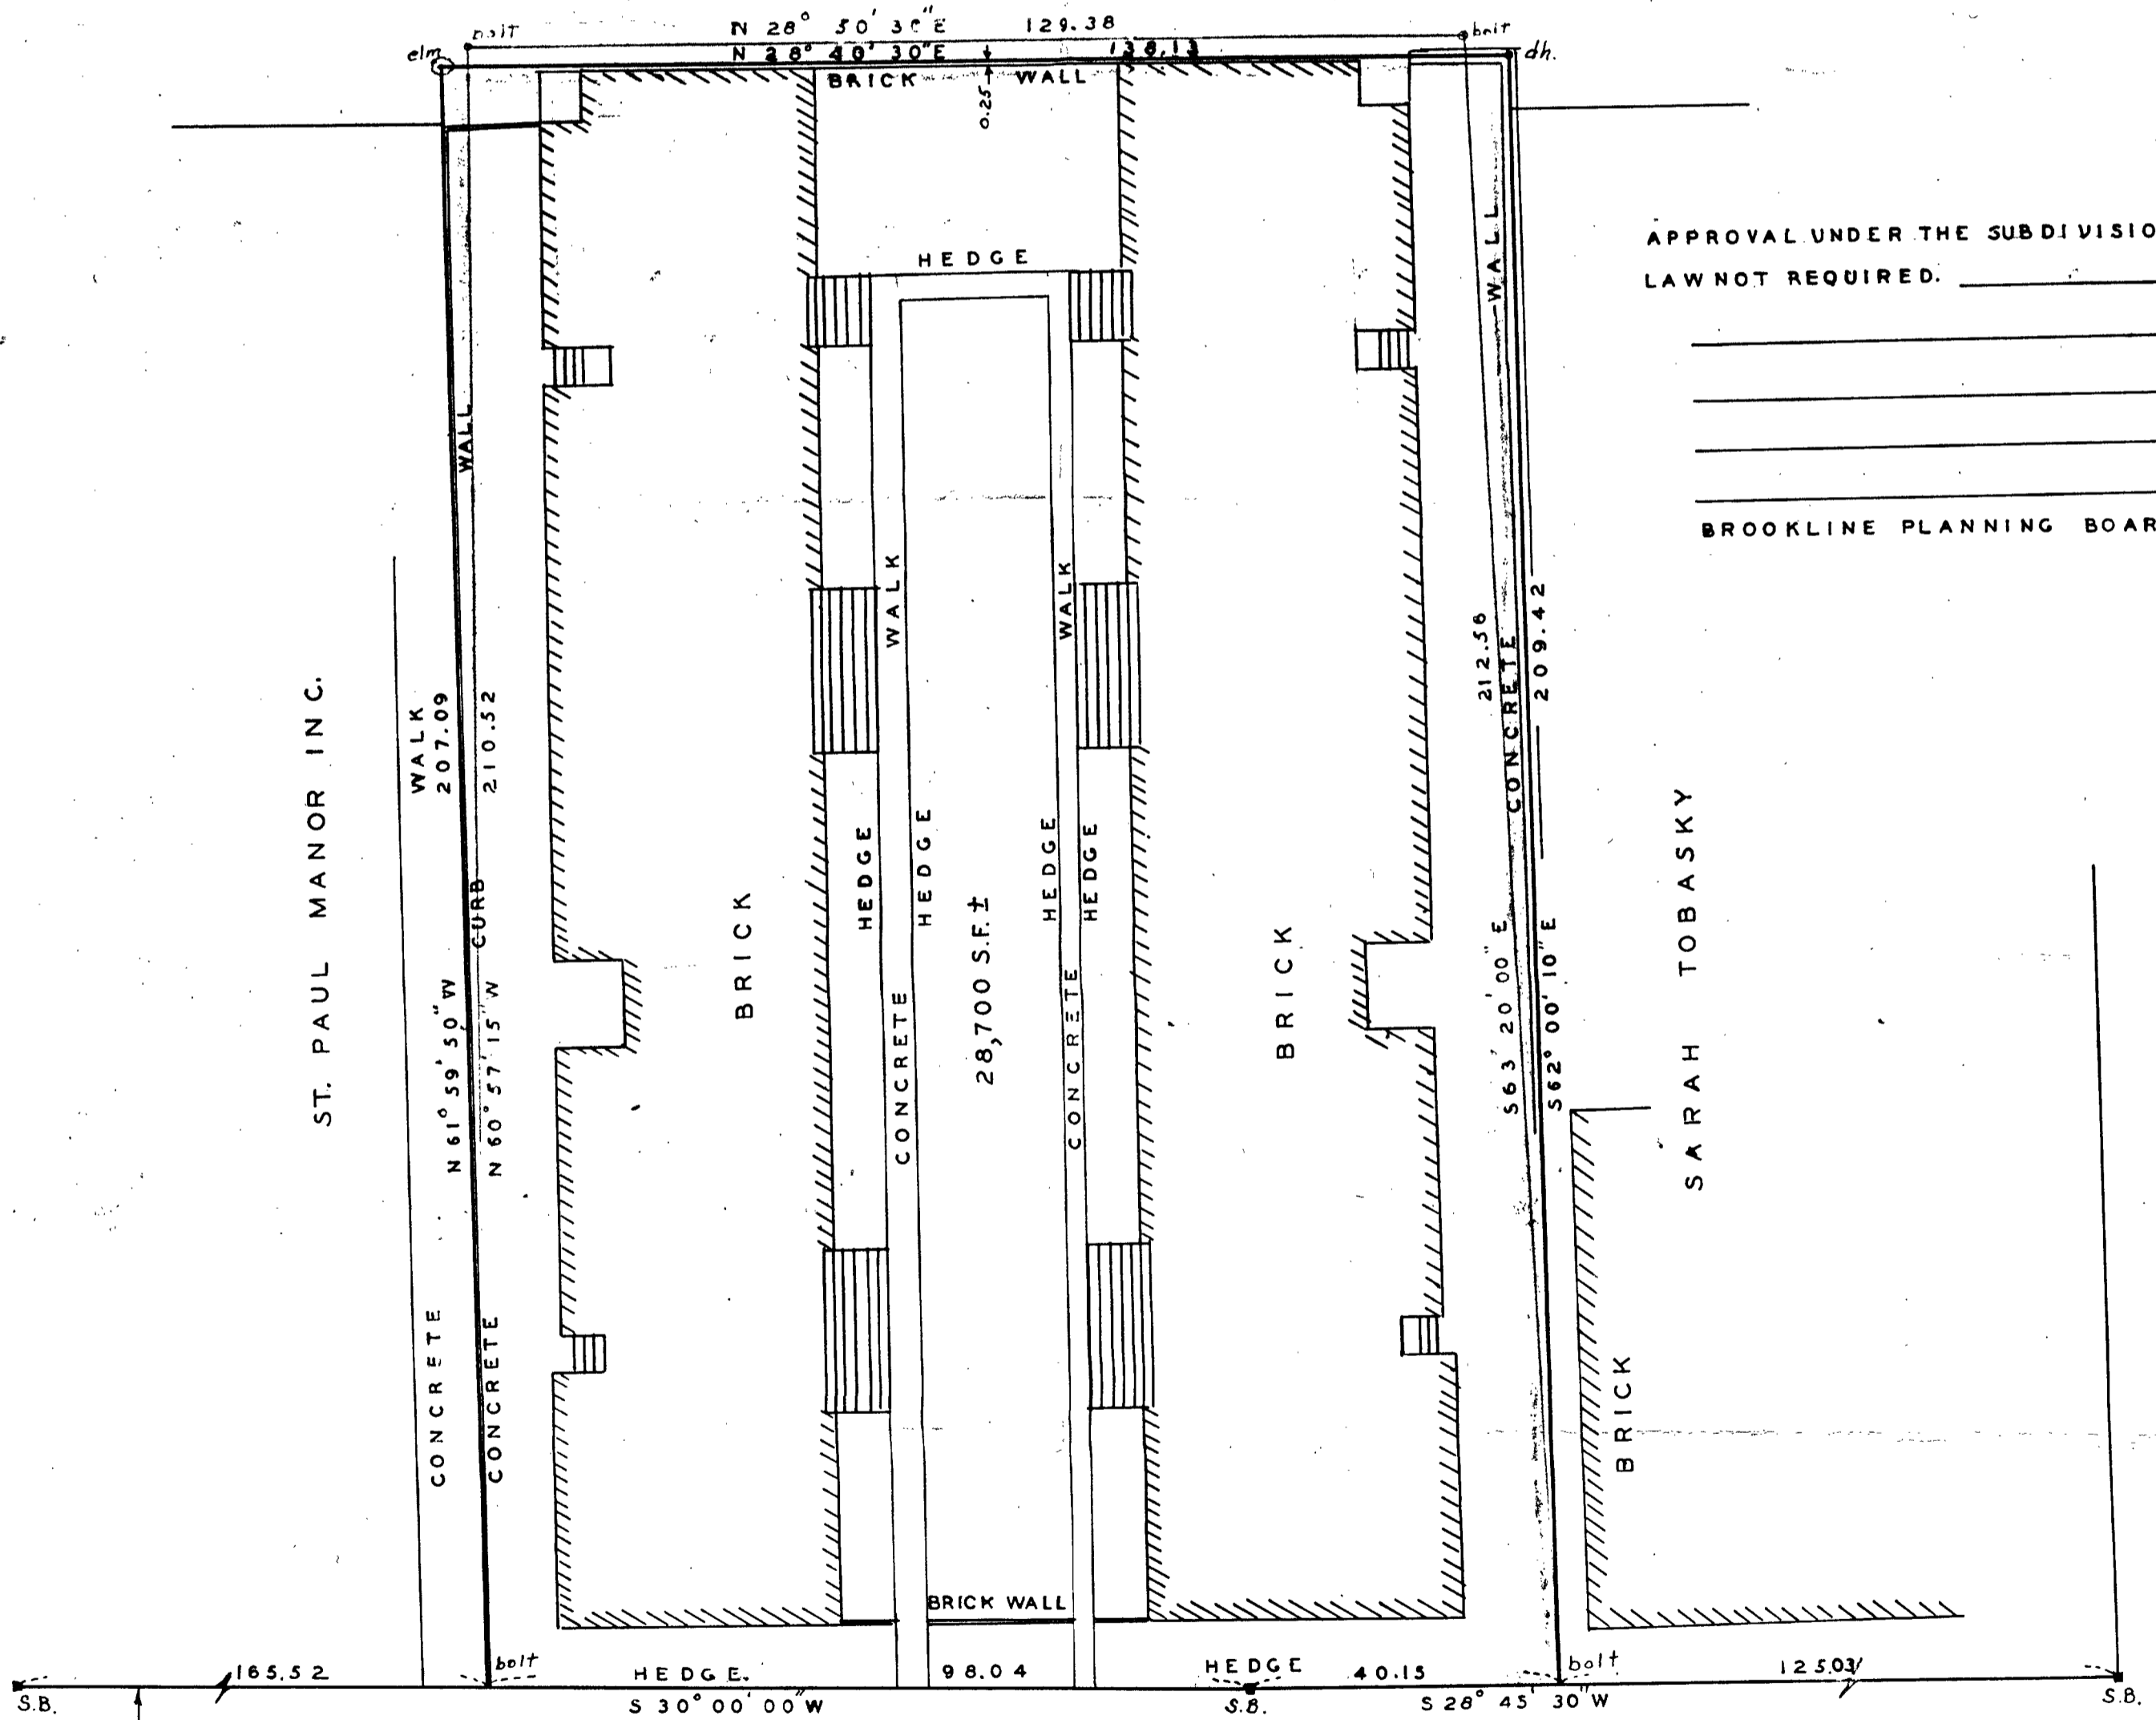 bolt
N 28° 50' 30"E 129.38
bolt
elm
N 28° 40' 30"E 138.13
dh.
BRICK WALL
0.25
APPROVAL UNDER THE SUBDIVISIO
LAW NOT REQUIRED.
BROOKLINE PLANNING BOAR
HEDGE
WALL
WALL
CONCRETE
212.58
209.42
S 63° 20' 00" E
S 62° 00' 10" E
ST. PAUL MANOR INC.
WALK
207.09
210.52
CURB
N 61° 59' 50" W
N 60° 57' 15" W
CONCRETE
CONCRETE
BRICK
WALK
HEDGE
HEDGE
CONCRETE
28,700 S.F. ±
WALK
HEDGE
HEDGE
CONCRETE
BRICK
SARAH TOBASKY
BRICK
BRICK WALL
165.52
bolt
HEDGE.
98.04
HEDGE
40.15
bolt
125.03
S.B.
S 30° 00' 00" W
S.B.
S 28° 45' 30" W
S.B.